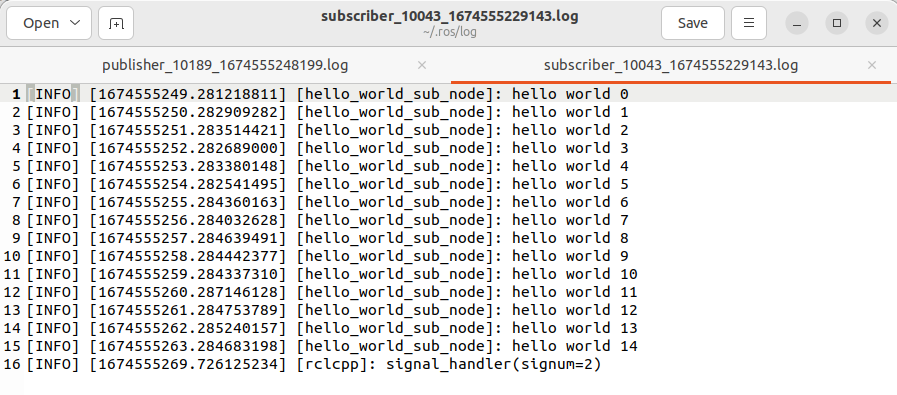 Open
subscriber_10043_1674555229143.log
~/.ros/log
Save
publisher_10189_1674555248199.log
subscriber_10043_1674555229143.log
1 [INFO] [1674555249.281218811] [hello_world_sub_node]: hello world 0
2 [INFO] [1674555250.282909282] [hello_world_sub_node]: hello world 1
3 [INFO] [1674555251.283514421] [hello_world_sub_node]: hello world 2
4 [INFO] [1674555252.282689000] [hello_world_sub_node]: hello world 3
5 [INFO] [1674555253.283380148] [hello_world_sub_node]: hello world 4
6 [INFO] [1674555254.282541495] [hello_world_sub_node]: hello world 5
7 [INFO] [1674555255.284360163] [hello_world_sub_node]: hello world 6
8 [INFO] [1674555256.284032628] [hello_world_sub_node]: hello world 7
9 [INFO] [1674555257.284639491] [hello_world_sub_node]: hello world 8
10 [INFO] [1674555258.284442377] [hello_world_sub_node]: hello world 9
11 [INFO] [1674555259.284337310] [hello_world_sub_node]: hello world 10
12 [INFO] [1674555260.287146128] [hello_world_sub_node]: hello world 11
13 [INFO] [1674555261.284753789] [hello_world_sub_node]: hello world 12
14 [INFO] [1674555262.285240157] [hello_world_sub_node]: hello world 13
15 [INFO] [1674555263.284683198] [hello_world_sub_node]: hello world 14
16 [INFO] [1674555269.726125234] [rclcpp]: signal_handler(signum=2)